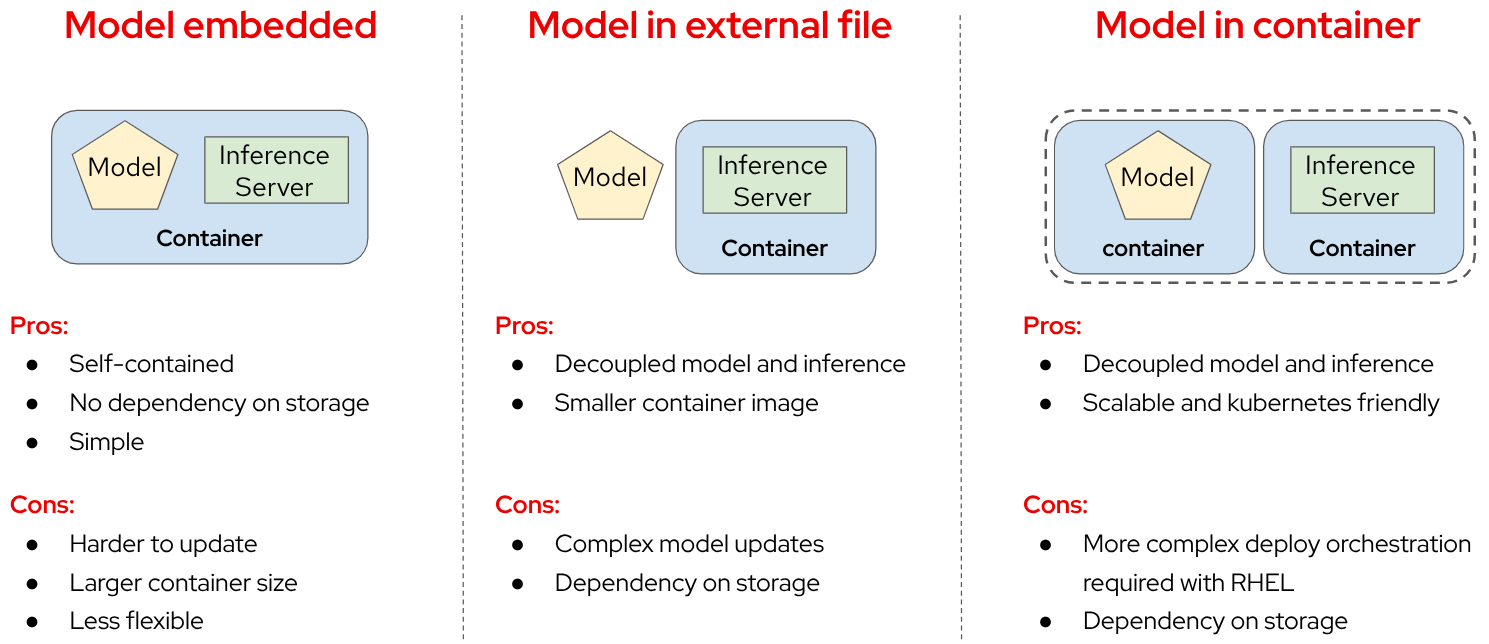 Model embedded
Model
Inference
Server
Container
Pros:
● Self-contained
● No dependency on storage
● Simple
Cons:
● Harder to update
● Larger container size
● Less flexible
Model in external file
Model
Inference
Server
Container
Pros:
● Decoupled model and inference
● Smaller container image
Cons:
● Complex model updates
● Dependency on storage
Model in container
Model
container
Inference
Server
Container
Pros:
● Decoupled model and inference
● Scalable and kubernetes friendly
Cons:
● More complex deploy orchestration
required with RHEL
● Dependency on storage